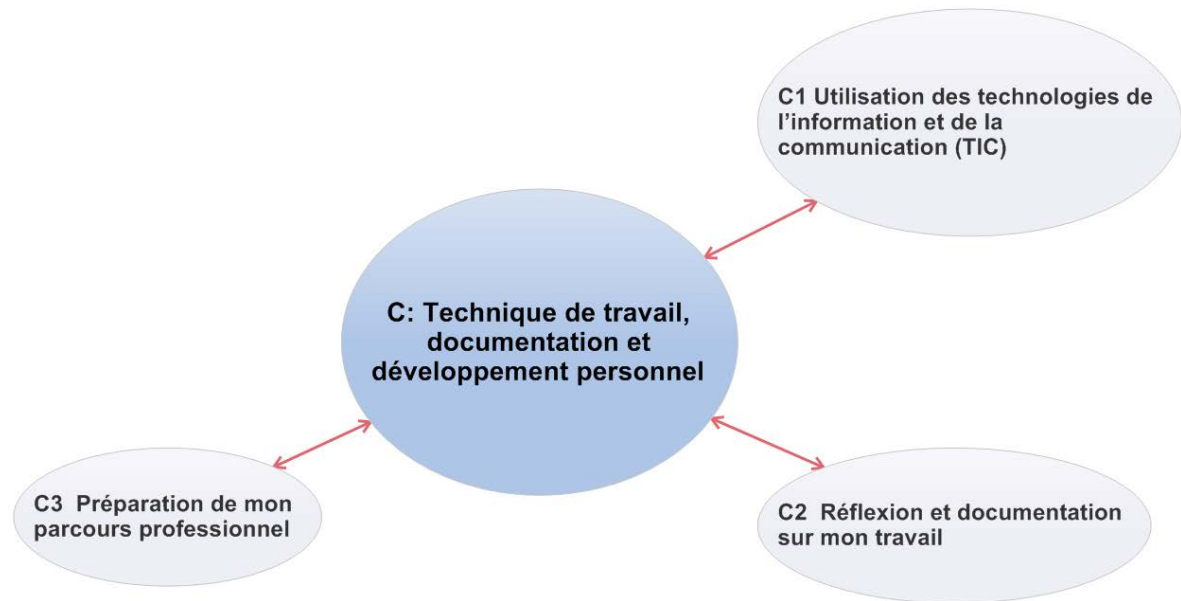 C1 Utilisation des technologies de
l'information et de la
communication (TIC)
C: Technique de travail,
documentation et
développement personnel
C3 Préparation de mon
parcours professionnel
C2 Réflexion et documentation
sur mon travail